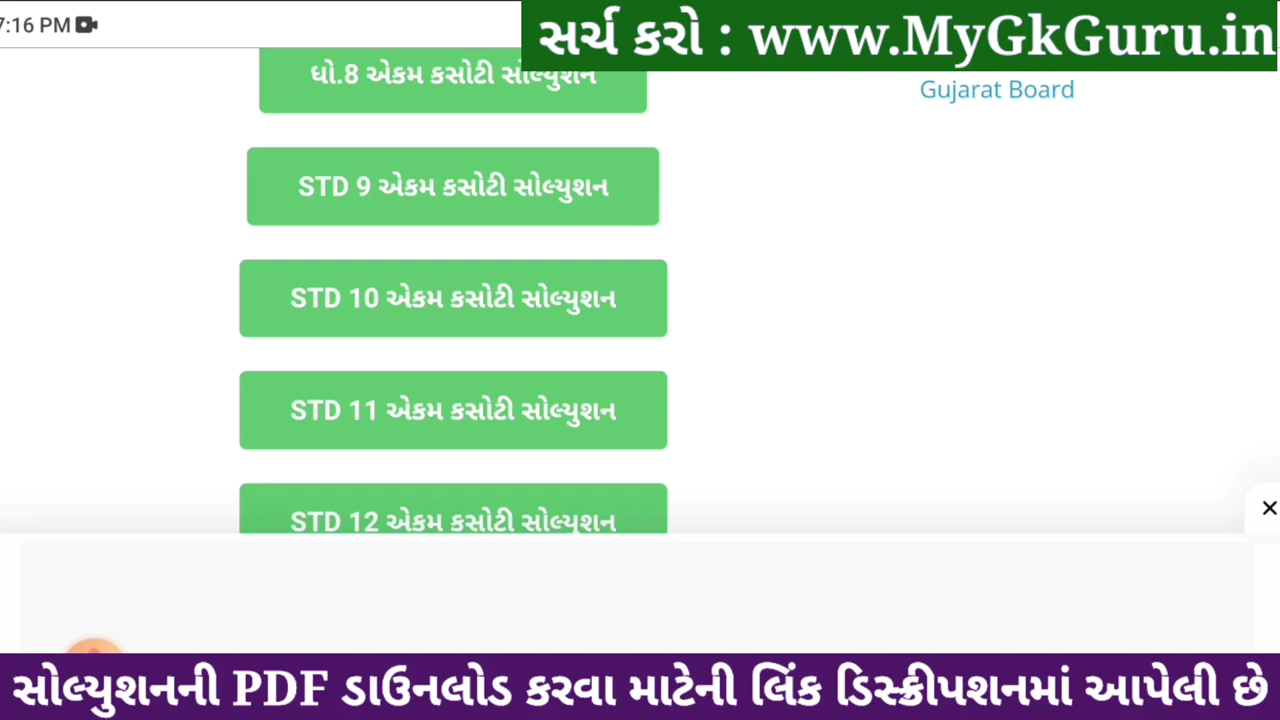 7:16 PM
સર્ચ કરો : www.MyGkGuru.in
ધો.8 એકમ કસોટી સોલ્યુશન
Gujarat Board
STD 9 એકમ કસોટી સોલ્યુશન
STD 10 એકમ કસોટી સોલ્યુશન
STD 11 એકમ કસોટી સોલ્યુશન
STD 12 એકમ કસોટી સોલ્યુશન
સોલ્યુશનની PDF ડાઉનલોડ કરવા માટેની લિંક ડિસ્ક્રીપશનમાં આપેલી છે